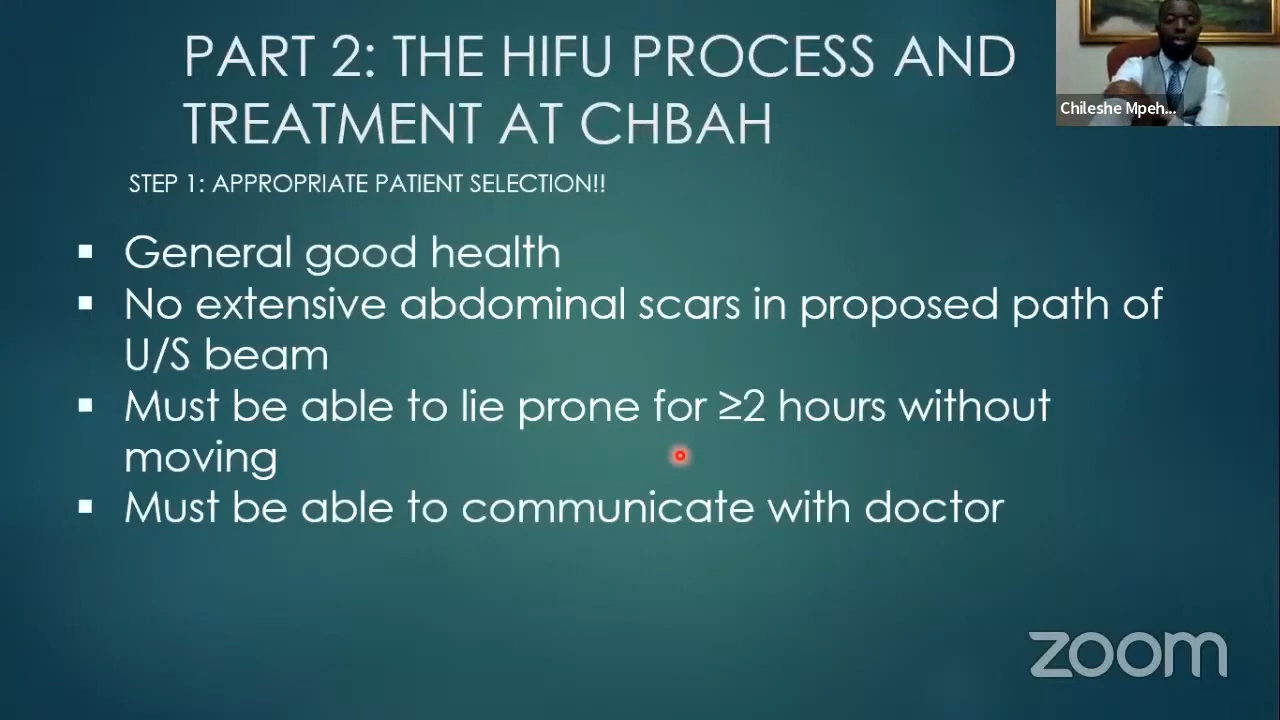 PART 2: THE HIFU PROCESS AND
TREATMENT AT CHBAH
Chileshe Mpeh...
STEP 1: APPROPRIATE PATIENT SELECTION!!
▪ General good health
▪ No extensive abdominal scars in proposed path of
U/S beam
▪ Must be able to lie prone for ≥2 hours without
moving
▪ Must be able to communicate with doctor
zoom